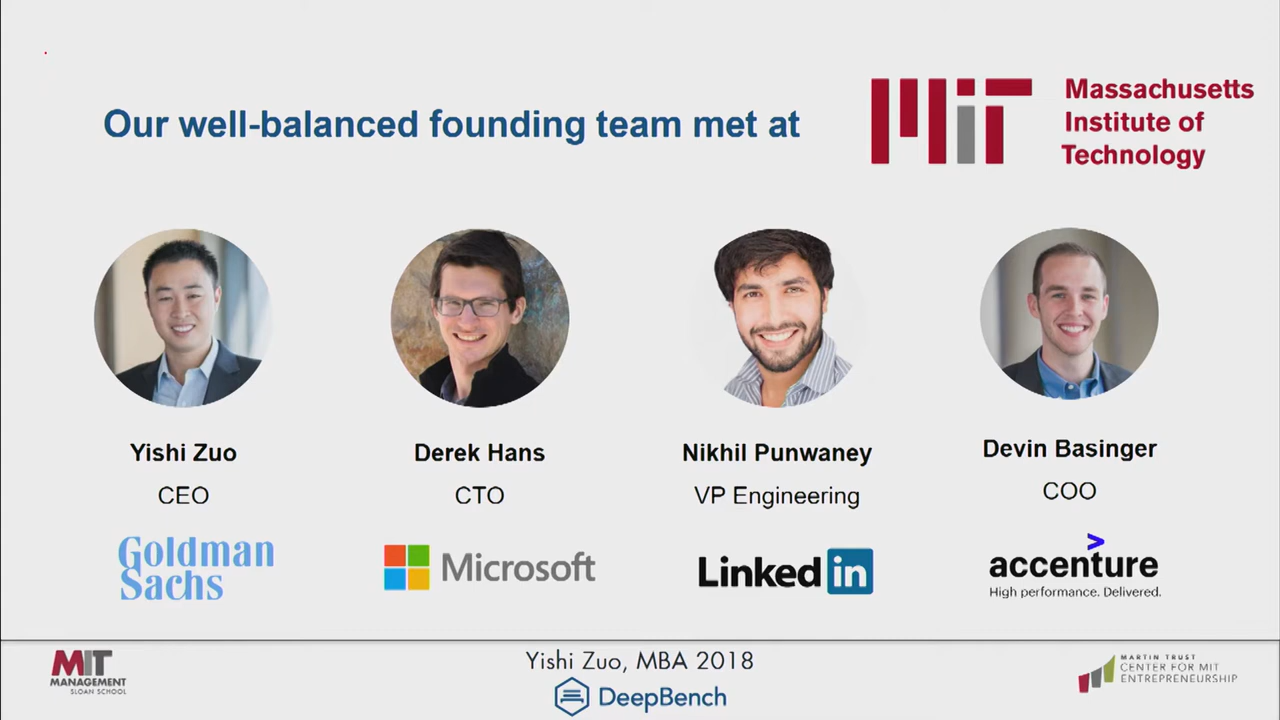 Our well-balanced founding team met at
MIT
Massachusetts
Institute of
Technology
Yishi Zuo
CEO
Goldman
Sachs
Derek Hans
CTO
Microsoft
Nikhil Punwaney
VP Engineering
Linked in
Devin Basinger
COO
>
accenture
High performance. Delivered.
MIT
MANAGEMENT
SLOAN SCHOOL
Yishi Zuo, MBA 2018
DeepBench
MARTIN TRUST
CENTER FOR MIT
ENTREPRENEURSHIP